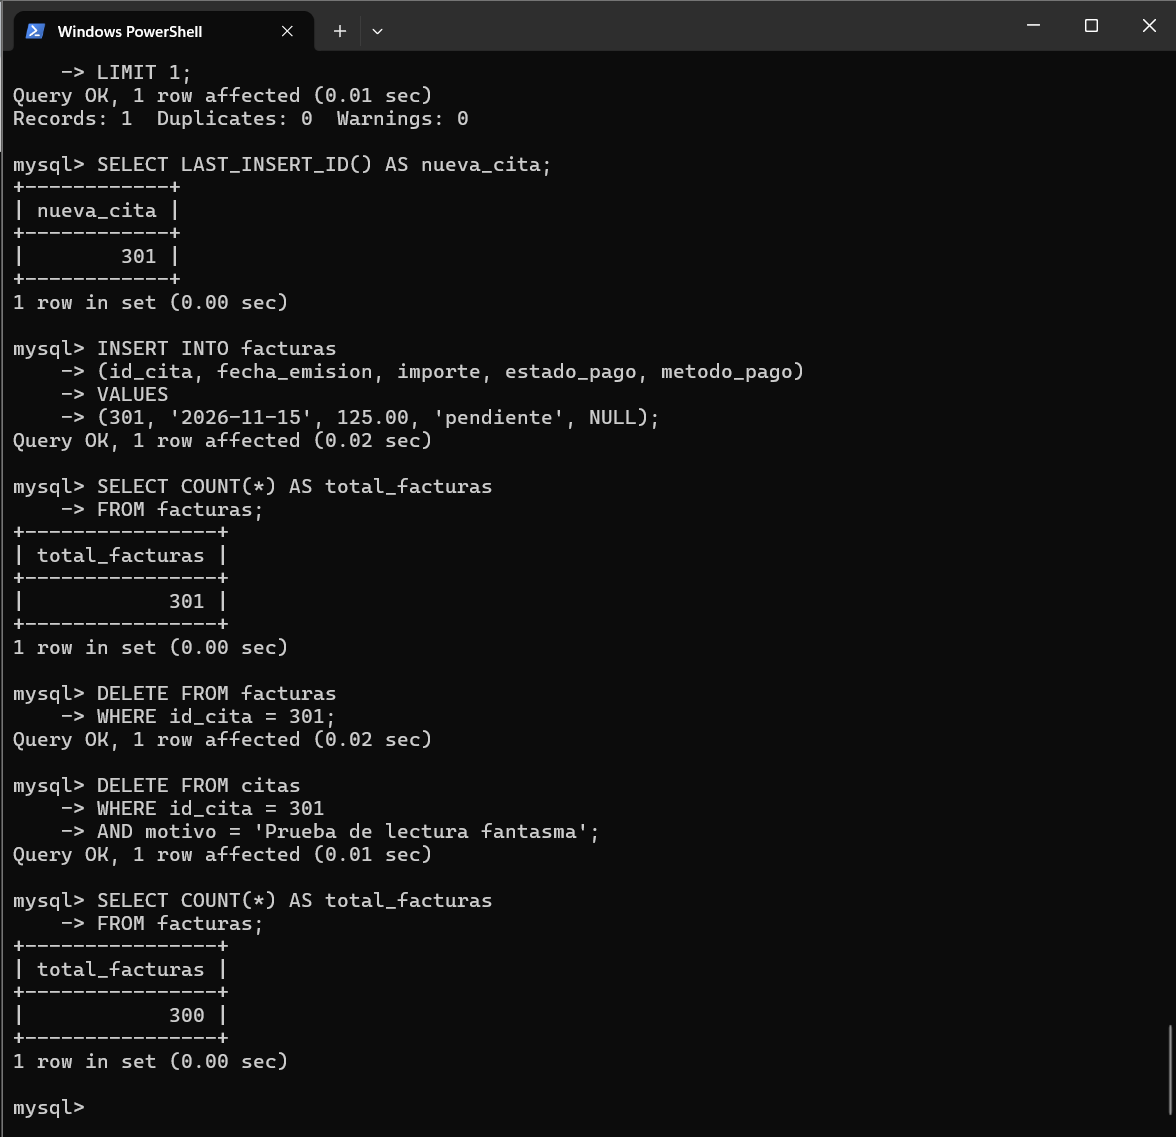 Windows PowerShell
    -> LIMIT 1;
Query OK, 1 row affected (0.01 sec)
Records: 1  Duplicates: 0  Warnings: 0
mysql> SELECT LAST_INSERT_ID() AS nueva_cita;
+------------+
| nueva_cita |
+------------+
|        301 |
+------------+
1 row in set (0.00 sec)
mysql> INSERT INTO facturas
    -> (id_cita, fecha_emision, importe, estado_pago, metodo_pago)
    -> VALUES
    -> (301, '2026-11-15', 125.00, 'pendiente', NULL);
Query OK, 1 row affected (0.02 sec)
mysql> SELECT COUNT(*) AS total_facturas
    -> FROM facturas;
+----------------+
| total_facturas |
+----------------+
|            301 |
+----------------+
1 row in set (0.00 sec)
mysql> DELETE FROM facturas
    -> WHERE id_cita = 301;
Query OK, 1 row affected (0.02 sec)
mysql> DELETE FROM citas
    -> WHERE id_cita = 301
    -> AND motivo = 'Prueba de lectura fantasma';
Query OK, 1 row affected (0.01 sec)
mysql> SELECT COUNT(*) AS total_facturas
    -> FROM facturas;
+----------------+
| total_facturas |
+----------------+
|            300 |
+----------------+
1 row in set (0.00 sec)
mysql>